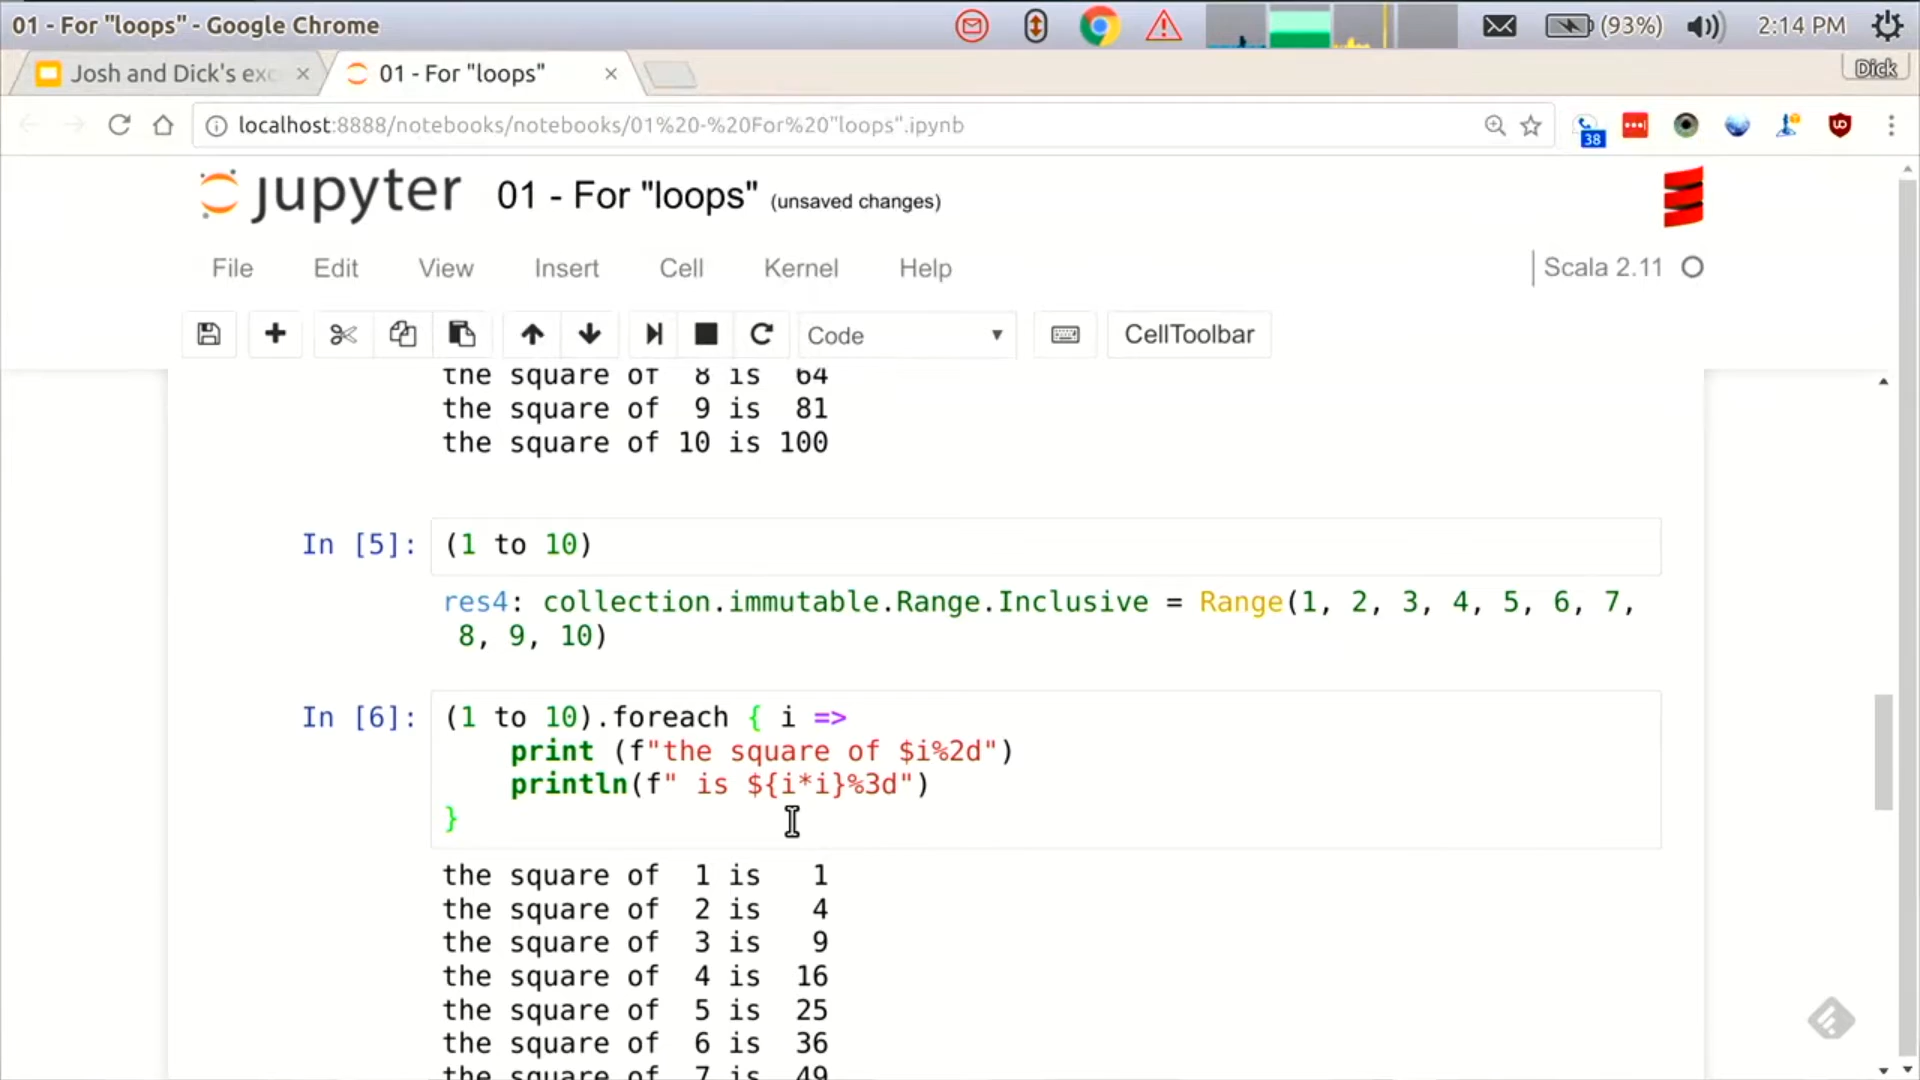 01 - For "loops" - Google Chrome
(93%)
2:14 PM
Josh and Dick's exc
01 - For "loops"
Dick
localhost:8888/notebooks/notebooks/01%20-%20For%20"loops".ipynb
38
jupyter 01 - For "loops" (unsaved changes)
File Edit View Insert Cell Kernel Help
Scala 2.11
Code
CellToolbar
the square of  8 is  64
the square of  9 is  81
the square of 10 is 100
In [5]: (1 to 10)
res4: collection.immutable.Range.Inclusive = Range(1, 2, 3, 4, 5, 6, 7,
8, 9, 10)
In [6]: (1 to 10).foreach { i =>
    print (f"the square of $i%2d")
    println(f" is ${i*i}%3d")
}
the square of  1 is   1
the square of  2 is   4
the square of  3 is   9
the square of  4 is  16
the square of  5 is  25
the square of  6 is  36
the square of  7 is  49